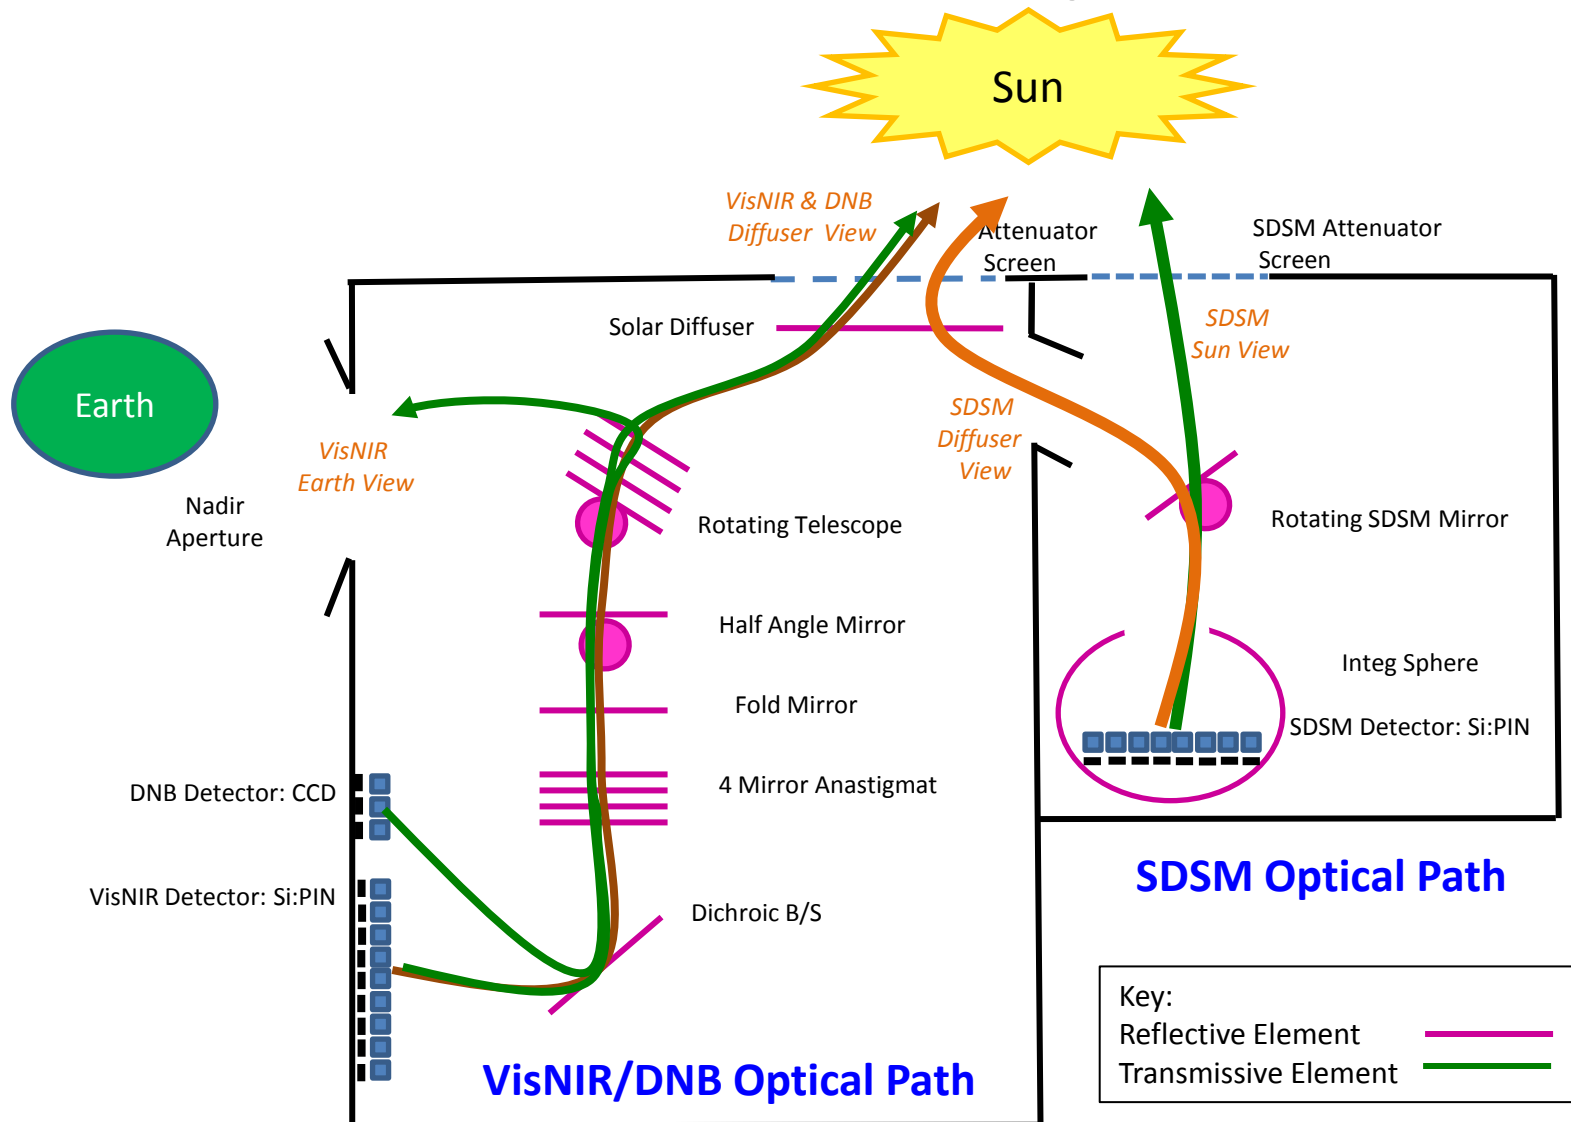 Sun
VisNIR & DNB
Diffuser View
Attenuator
Screen
SDSM Attenuator
Screen
Solar Diffuser
SDSM
Sun View
Earth
VisNIR
Earth View
SDSM
Diffuser
View
Nadir
Aperture
Rotating Telescope
Rotating SDSM Mirror
Half Angle Mirror
Integ Sphere
Fold Mirror
SDSM Detector: Si:PIN
DNB Detector: CCD
4 Mirror Anastigmat
VisNIR Detector: Si:PIN
Dichroic B/S
SDSM Optical Path
VisNIR/DNB Optical Path
Key:
Reflective Element
Transmissive Element